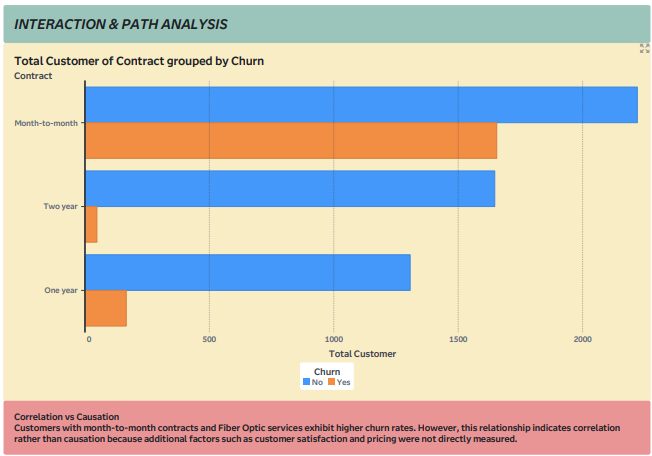 INTERACTION & PATH ANALYSIS
Total Customer of Contract grouped by Churn
Contract
Month-to-month
Two year
One year
0 500 1000 1500 2000
Total Customer
Churn
No Yes
Correlation vs Causation
Customers with month-to-month contracts and Fiber Optic services exhibit higher churn rates. However, this relationship indicates correlation
rather than causation because additional factors such as customer satisfaction and pricing were not directly measured.